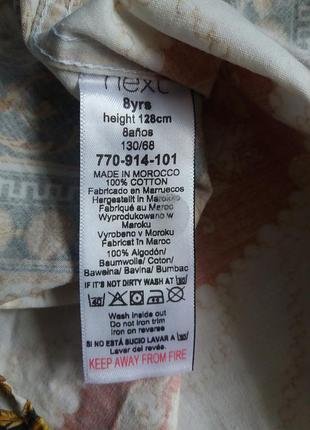 next
8yrs
height 128cm
8años
130/68
770-914-101
MADE IN MOROCCO
100% COTTON
Fabricado en Marruecos
Hergestellt in Marokko
Fabriqué au Maroc
Wyprodukowano w
Maroku
Vyrobeno v Moroku
Fabricat în Maroc
100% Algodón/
Baumwolle/ Coton/
Bawełna/ Bavlna/ Bumbac
IF IT'S NOT DIRTY WASH AT 30
40
Wash inside out
Do not iron trim
Iron on reverse
SI NO ESTÁ SUCIO LAVAR A 30
Lavar del revés.
KEEP AWAY FROM FIRE